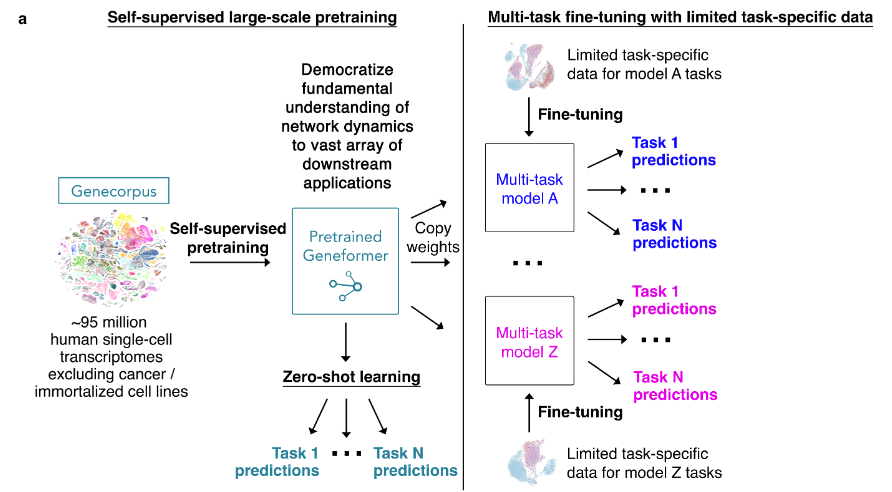 a
Self-supervised large-scale pretraining
Democratize
fundamental
understanding of
network dynamics
to vast array of
downstream
applications
Genecorpus
Self-supervised
pretraining
~95 million
human single-cell
transcriptomes
excluding cancer /
immortalized cell lines
Pretrained
Geneformer
Copy
weights
Zero-shot learning
Task 1
predictions
▪ ▪ ▪
Task N
predictions
Multi-task fine-tuning with limited task-specific data
Limited task-specific
data for model A tasks
Fine-tuning
Multi-task
model A
Task 1
predictions
▪ ▪ ▪
Task N
predictions
▪ ▪ ▪
Multi-task
model Z
Task 1
predictions
▪ ▪ ▪
Task N
predictions
Fine-tuning
Limited task-specific
data for model Z tasks